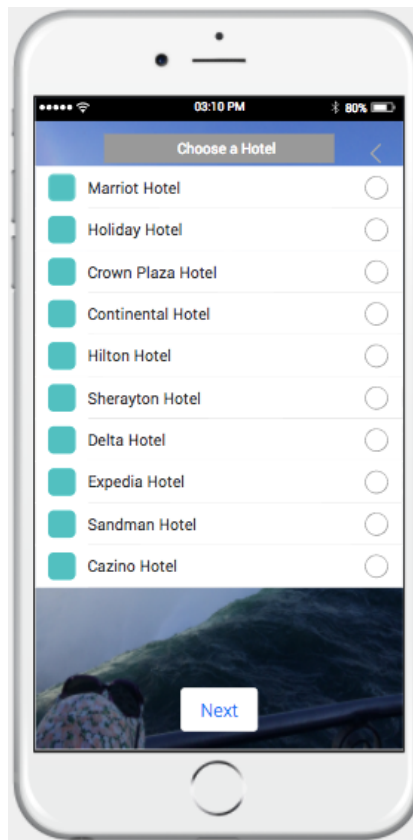 03:10 PM 80%
Choose a Hotel
Marriot Hotel
Holiday Hotel
Crown Plaza Hotel
Continental Hotel
Hilton Hotel
Sherayton Hotel
Delta Hotel
Expedia Hotel
Sandman Hotel
Cazino Hotel
Next